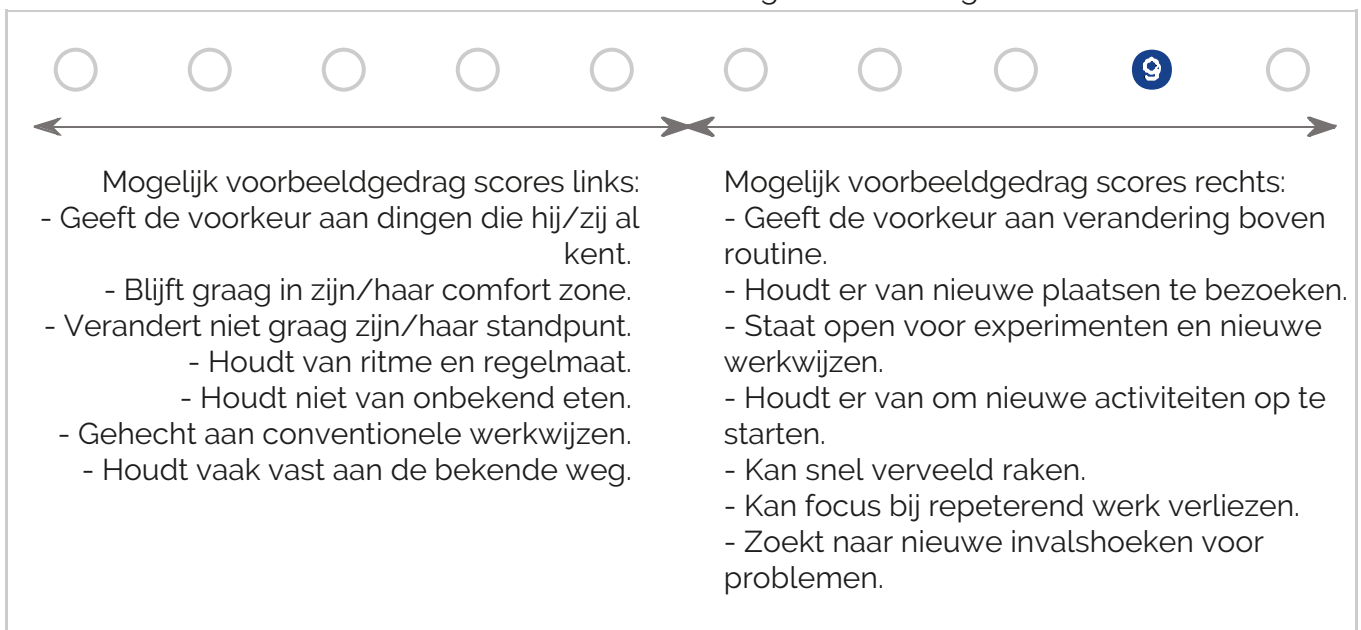 9
Mogelijk voorbeeldgedrag scores links:
- Geeft de voorkeur aan dingen die hij/zij al
kent.
- Blijft graag in zijn/haar comfort zone.
- Verandert niet graag zijn/haar standpunt.
- Houdt van ritme en regelmaat.
- Houdt niet van onbekend eten.
- Gehecht aan conventionele werkwijzen.
- Houdt vaak vast aan de bekende weg.
Mogelijk voorbeeldgedrag scores rechts:
- Geeft de voorkeur aan verandering boven
routine.
- Houdt er van nieuwe plaatsen te bezoeken.
- Staat open voor experimenten en nieuwe
werkwijzen.
- Houdt er van om nieuwe activiteiten op te
starten.
- Kan snel verveeld raken.
- Kan focus bij repeterend werk verliezen.
- Zoekt naar nieuwe invalshoeken voor
problemen.